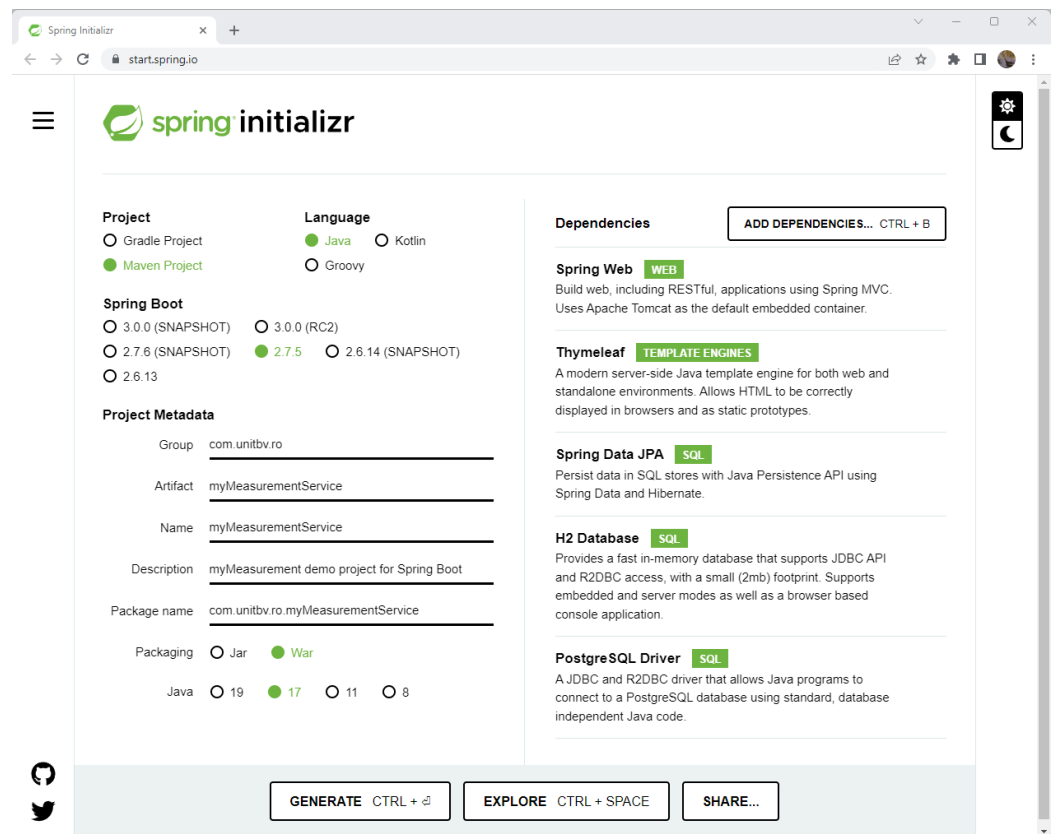 Spring Initializr
start.spring.io
spring initializr
Project
Gradle Project
Maven Project
Language
Java Kotlin
Groovy
Spring Boot
3.0.0 (SNAPSHOT) 3.0.0 (RC2)
2.7.6 (SNAPSHOT) 2.7.5 2.6.14 (SNAPSHOT)
2.6.13
Project Metadata
Group com.unitbv.ro
Artifact myMeasurementService
Name myMeasurementService
Description myMeasurement demo project for Spring Boot
Package name com.unitbv.ro.myMeasurementService
Packaging Jar War
Java 19 17 11 8
Dependencies ADD DEPENDENCIES... CTRL + B
Spring Web WEB
Build web, including RESTful, applications using Spring MVC.
Uses Apache Tomcat as the default embedded container.
Thymeleaf TEMPLATE ENGINES
A modern server-side Java template engine for both web and
standalone environments. Allows HTML to be correctly
displayed in browsers and as static prototypes.
Spring Data JPA SQL
Persist data in SQL stores with Java Persistence API using
Spring Data and Hibernate.
H2 Database SQL
Provides a fast in-memory database that supports JDBC API
and R2DBC access, with a small (2mb) footprint. Supports
embedded and server modes as well as a browser based
console application.
PostgreSQL Driver SQL
A JDBC and R2DBC driver that allows Java programs to
connect to a PostgreSQL database using standard, database
independent Java code.
GENERATE CTRL + ⏎ EXPLORE CTRL + SPACE SHARE...